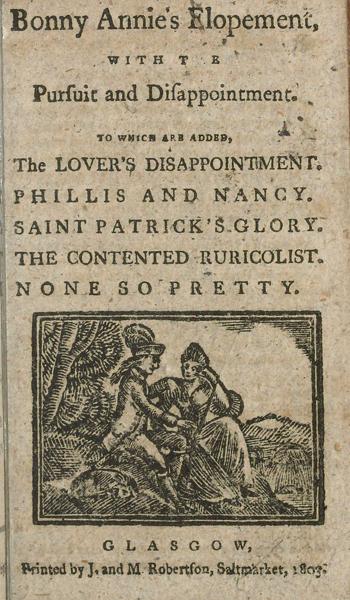 Bonny Annie's Elopement,
WITH T E
Purſuit and Diſappointment.
TO WHICH ARE ADDED,
The LOVER'S DISAPPOINTMENT.
PHILLIS AND NANCY.
SAINT PATRICK'S GLORY.
THE CONTENTED RURICOLIST.
NONE SO PRETTY.
GLASGOW,
Printed by J. and M. Robertſon, Saltmarket, 1803.